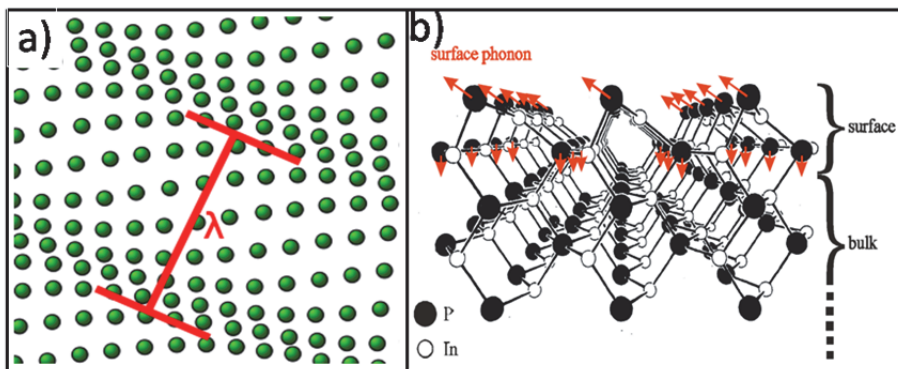 a)
λ
b)
surface phonon
surface
bulk
P
In